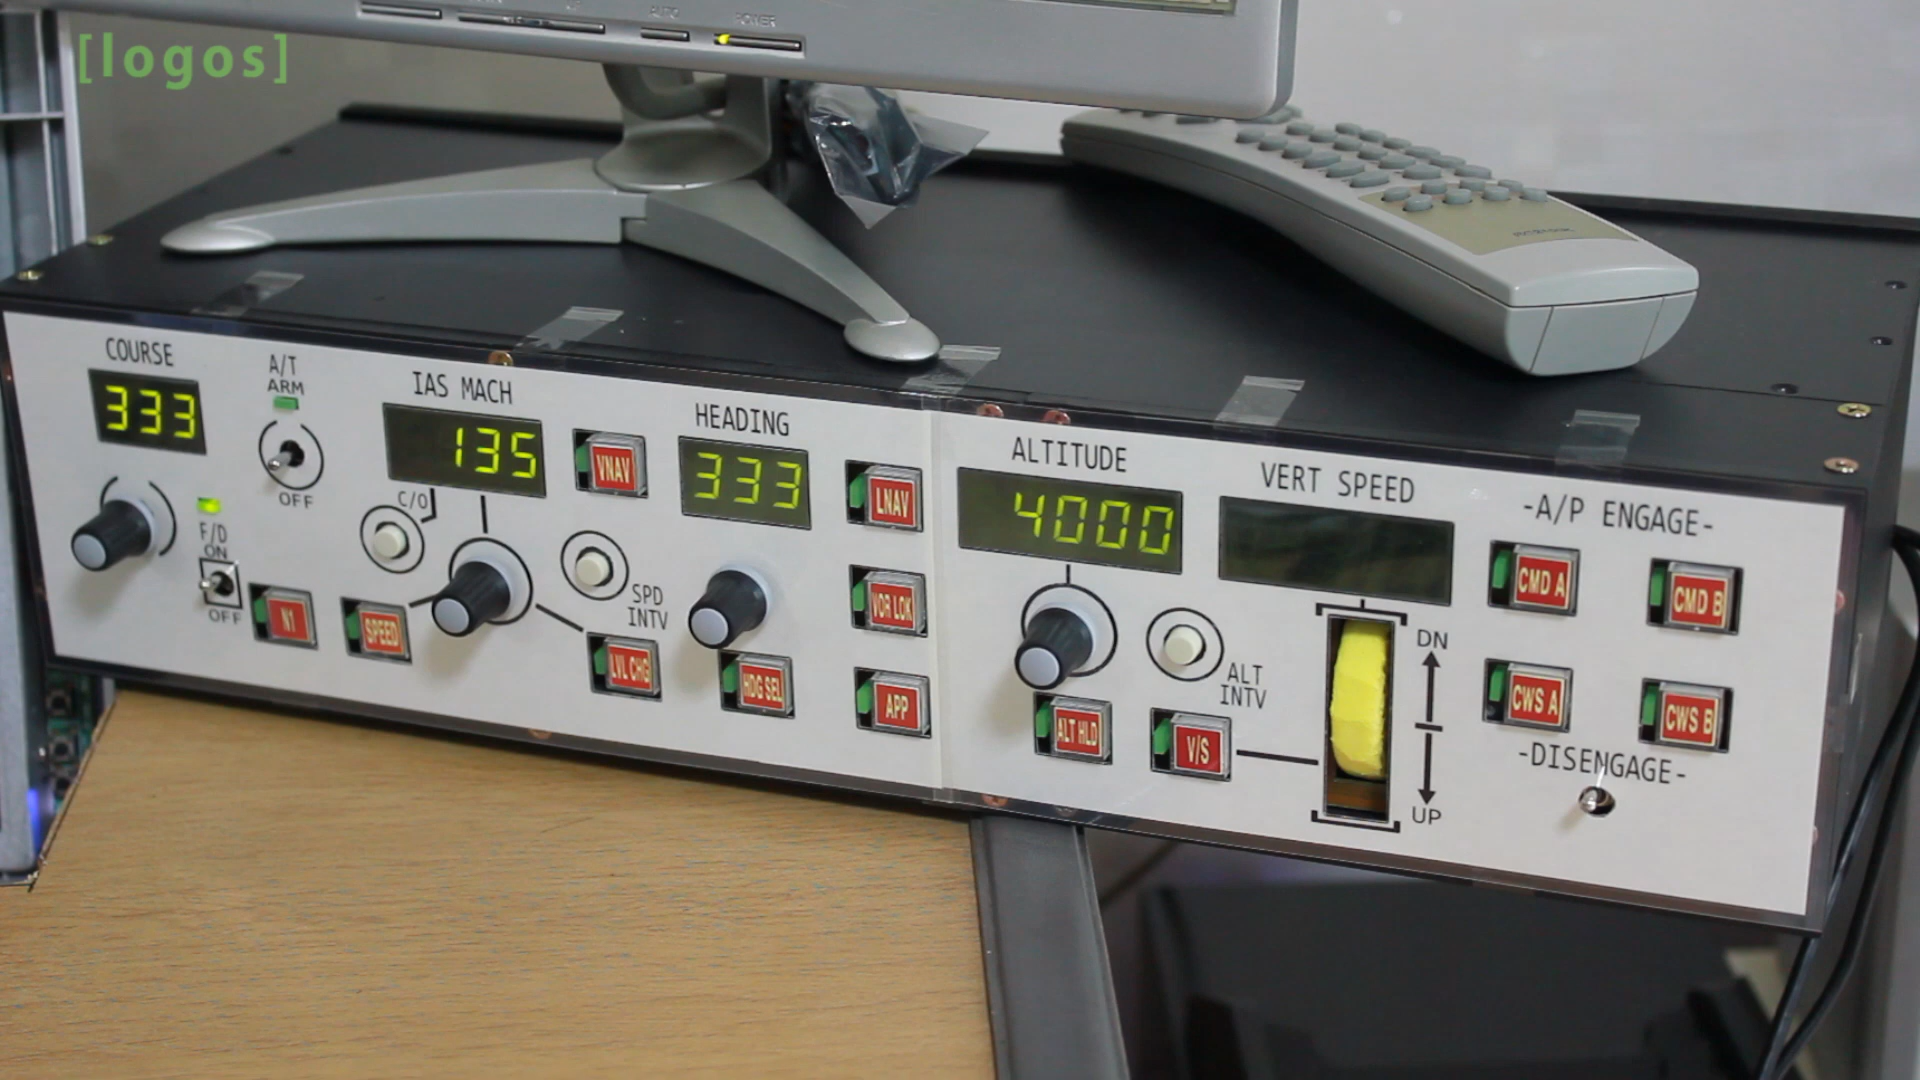 [logos]
AUTO
POWER
COURSE
333
A/T
ARM
OFF
F/D
ON
OFF
N1
IAS MACH
135
C/O
SPEED
VNAV
SPD
INTV
LVL CHG
HEADING
333
HDG SEL
LNAV
VOR LOK
APP
ALTITUDE
4000
ALT
INTV
ALT HLD
V/S
VERT SPEED
DN
UP
-A/P ENGAGE-
CMD A
CMD B
CWS A
CWS B
-DISENGAGE-